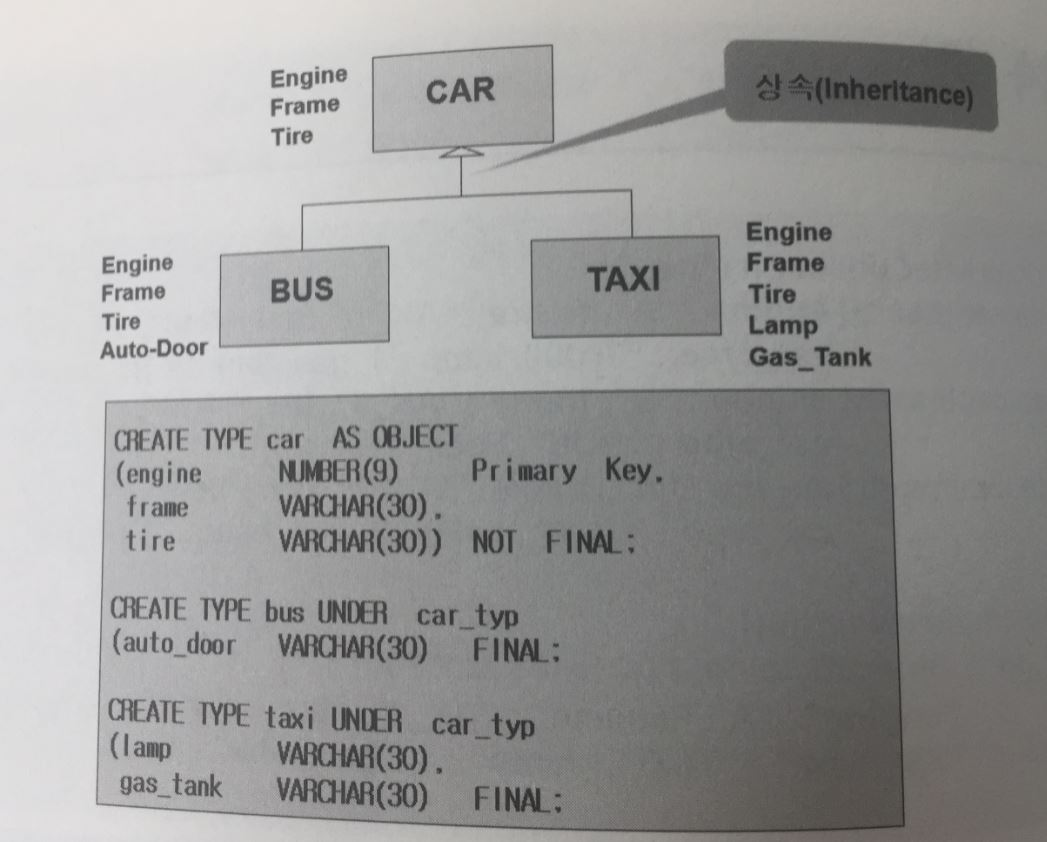 Engine
Frame
Tire
CAR
상속(Inheritance)
Engine
Frame
Tire
Auto-Door
BUS
TAXI
Engine
Frame
Tire
Lamp
Gas_Tank
CREATE TYPE car AS OBJECT
(engine NUMBER(9) Primary Key,
frame VARCHAR(30),
tire VARCHAR(30)) NOT FINAL;
CREATE TYPE bus UNDER car_typ
(auto_door VARCHAR(30) FINAL;
CREATE TYPE taxi UNDER car_typ
(lamp VARCHAR(30),
gas_tank VARCHAR(30) FINAL;